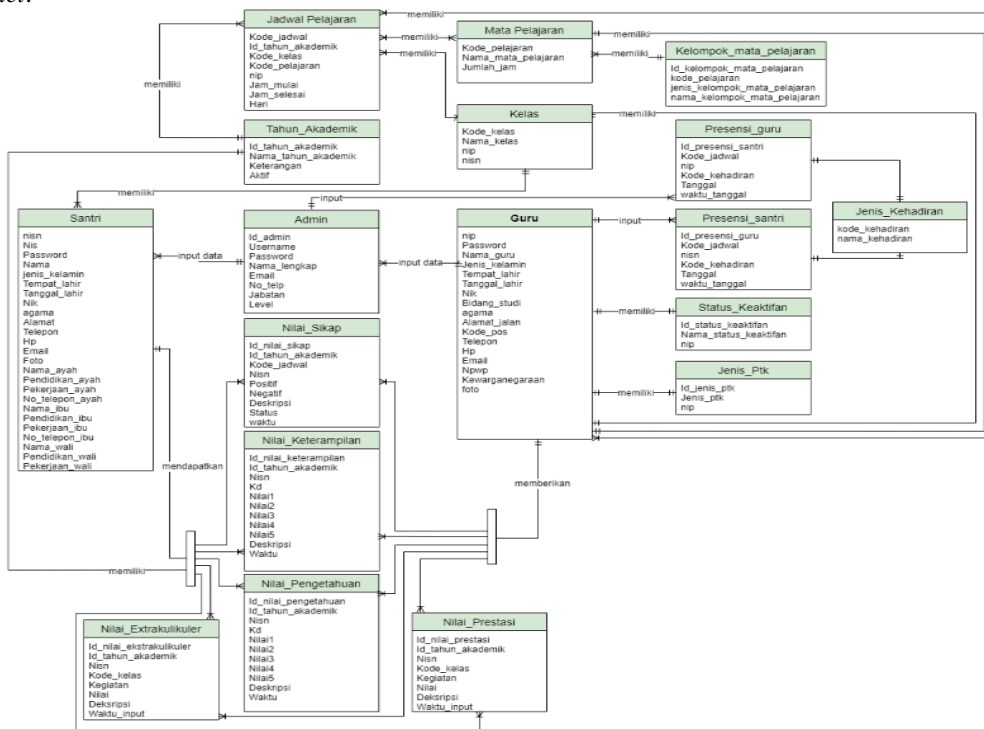 Jadwal Pelajaran
Kode_jadwal
Id_tahun_akademik
Kode_kelas
Kode_pelajaran
nip
Jam_mulai
Jam_selesai
Hari
memiliki
memiliki
memiliki
Mata Pelajaran
Kode_pelajaran
Nama_mata_pelajaran
Jumlah_jam
memiliki
memiliki
Kelompok_mata_pelajaran
Id_kelompok_mata_pelajaran
kode_pelajaran
jenis_kelompok_mata_pelajaran
nama_kelompok_mata_pelajaran
Tahun_Akademik
Id_tahun_akademik
Nama_tahun_akademik
Keterangan
Aktif
Kelas
Kode_kelas
Nama_kelas
nip
nisn
memiliki
Presensi_guru
Id_presensi_santri
Kode_jadwal
nip
Kode_kehadiran
Tanggal
waktu_tanggal
memiliki
input
Santri
nisn
Nis
Password
Nama
jenis_kelamin
Tempat_lahir
Tanggal_lahir
Nik
agama
Alamat
Telepon
Hp
Email
Foto
Nama_ayah
Pendidikan_ayah
Pekerjaan_ayah
No_telepon_ayah
Nama_ibu
Pendidikan_ibu
Pekerjaan_ibu
No_telepon_ibu
Nama_wali
Pendidikan_wali
Pekerjaan_wali
input data
Admin
Id_admin
Username
Password
Nama_lengkap
Email
No_telp
Jabatan
Level
input data
Guru
nip
Password
Nama_guru
Jenis_kelamin
Tempat_lahir
Tanggal_lahir
Nik
Bidang_studi
agama
Alamat_jalan
Kode_pos
Telepon
Hp
Email
Npwp
Kewarganegaraan
foto
input
Presensi_santri
Id_presensi_guru
Kode_jadwal
nisn
Kode_kehadiran
Tanggal
waktu_tanggal
Jenis_Kehadiran
kode_kehadiran
nama_kehadiran
memiliki
Status_Keaktifan
Id_status_keaktifan
Nama_status_keaktifan
nip
memiliki
Jenis_Ptk
Id_jenis_ptk
Jenis_ptk
nip
Nilai_Sikap
Id_nilai_sikap
Id_tahun_akademik
Kode_jadwal
Nisn
Positif
Negatif
Deskripsi
Status
waktu
mendapatkan
Nilai_Keterampilan
Id_nilai_keterampilan
Id_tahun_akademik
Nisn
Kd
Nilai1
Nilai2
Nilai3
Nilai4
Nilai5
Deskripsi
Waktu
memberikan
memiliki
Nilai_Pengetahuan
Id_nilai_pengetahuan
Id_tahun_akademik
Nisn
Kd
Nilai1
Nilai2
Nilai3
Nilai4
Nilai5
Deskripsi
Waktu
Nilai_Extrakulikuler
Id_nilai_ekstrakulikuler
Id_tahun_akademik
Nisn
Kode_kelas
Kegiatan
Nilai
Deksripsi
Waktu_input
Nilai_Prestasi
Id_nilai_prestasi
Id_tahun_akademik
Nisn
Kode_kelas
Kegiatan
Nilai
Deksripsi
Waktu_input